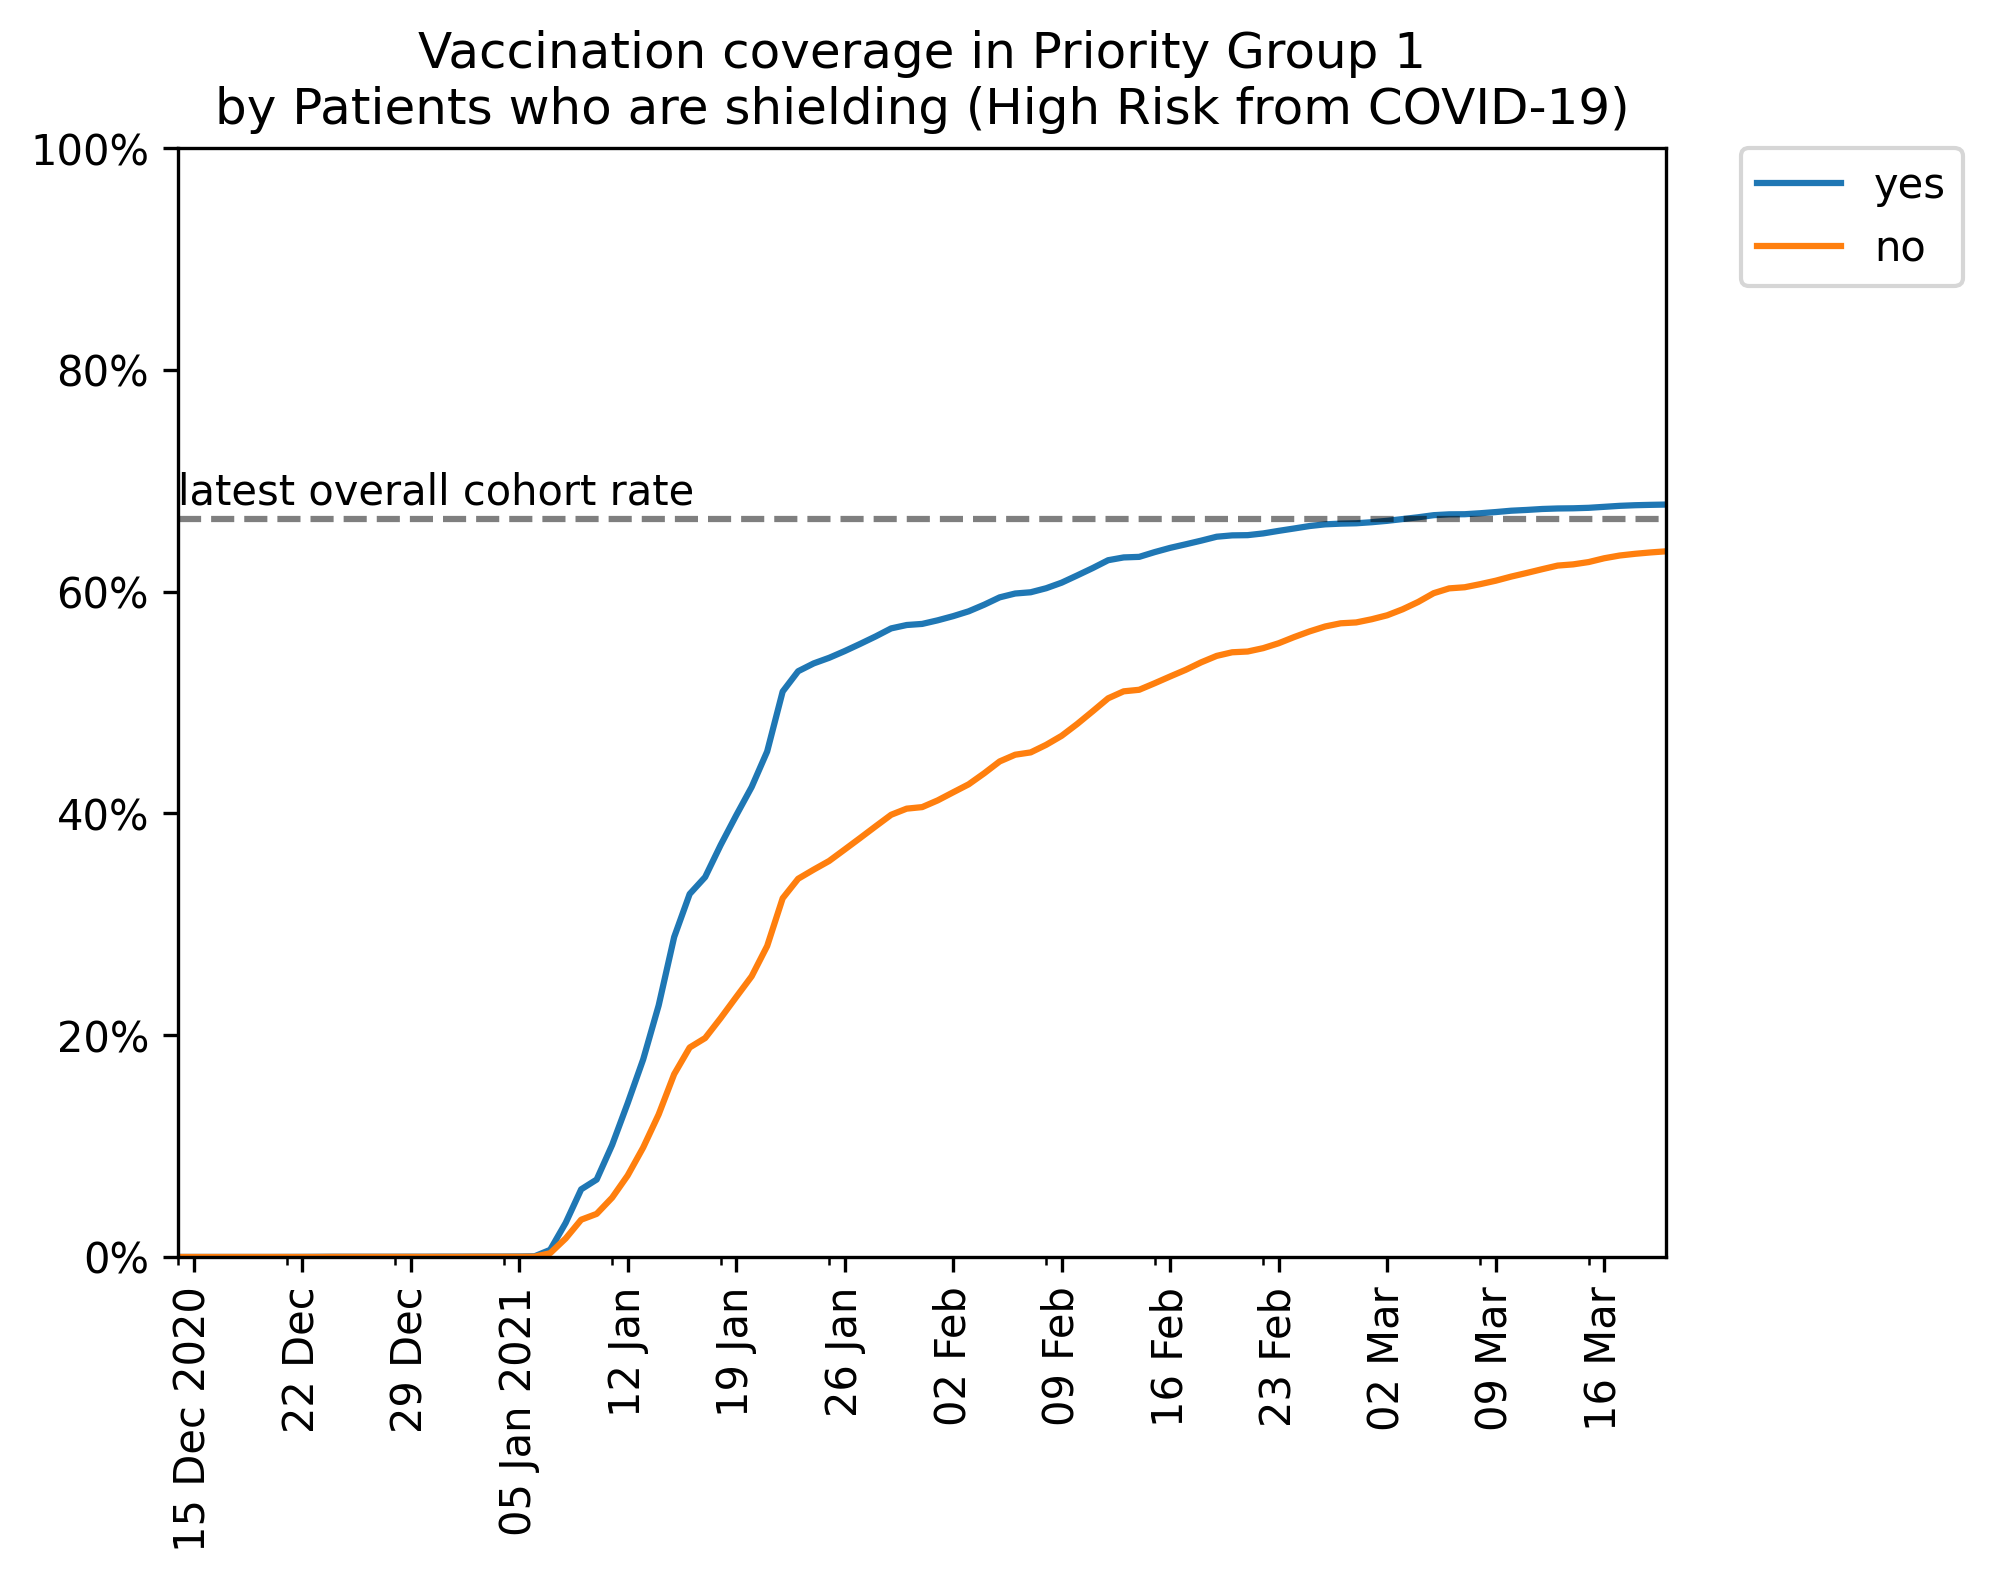 Vaccination coverage in Priority Group 1
by Patients who are shielding (High Risk from COVID-19)
100%
80%
60%
40%
20%
0%
latest overall cohort rate
yes
no
15 Dec 2020
22 Dec
29 Dec
05 Jan 2021
12 Jan
19 Jan
26 Jan
02 Feb
09 Feb
16 Feb
23 Feb
02 Mar
09 Mar
16 Mar